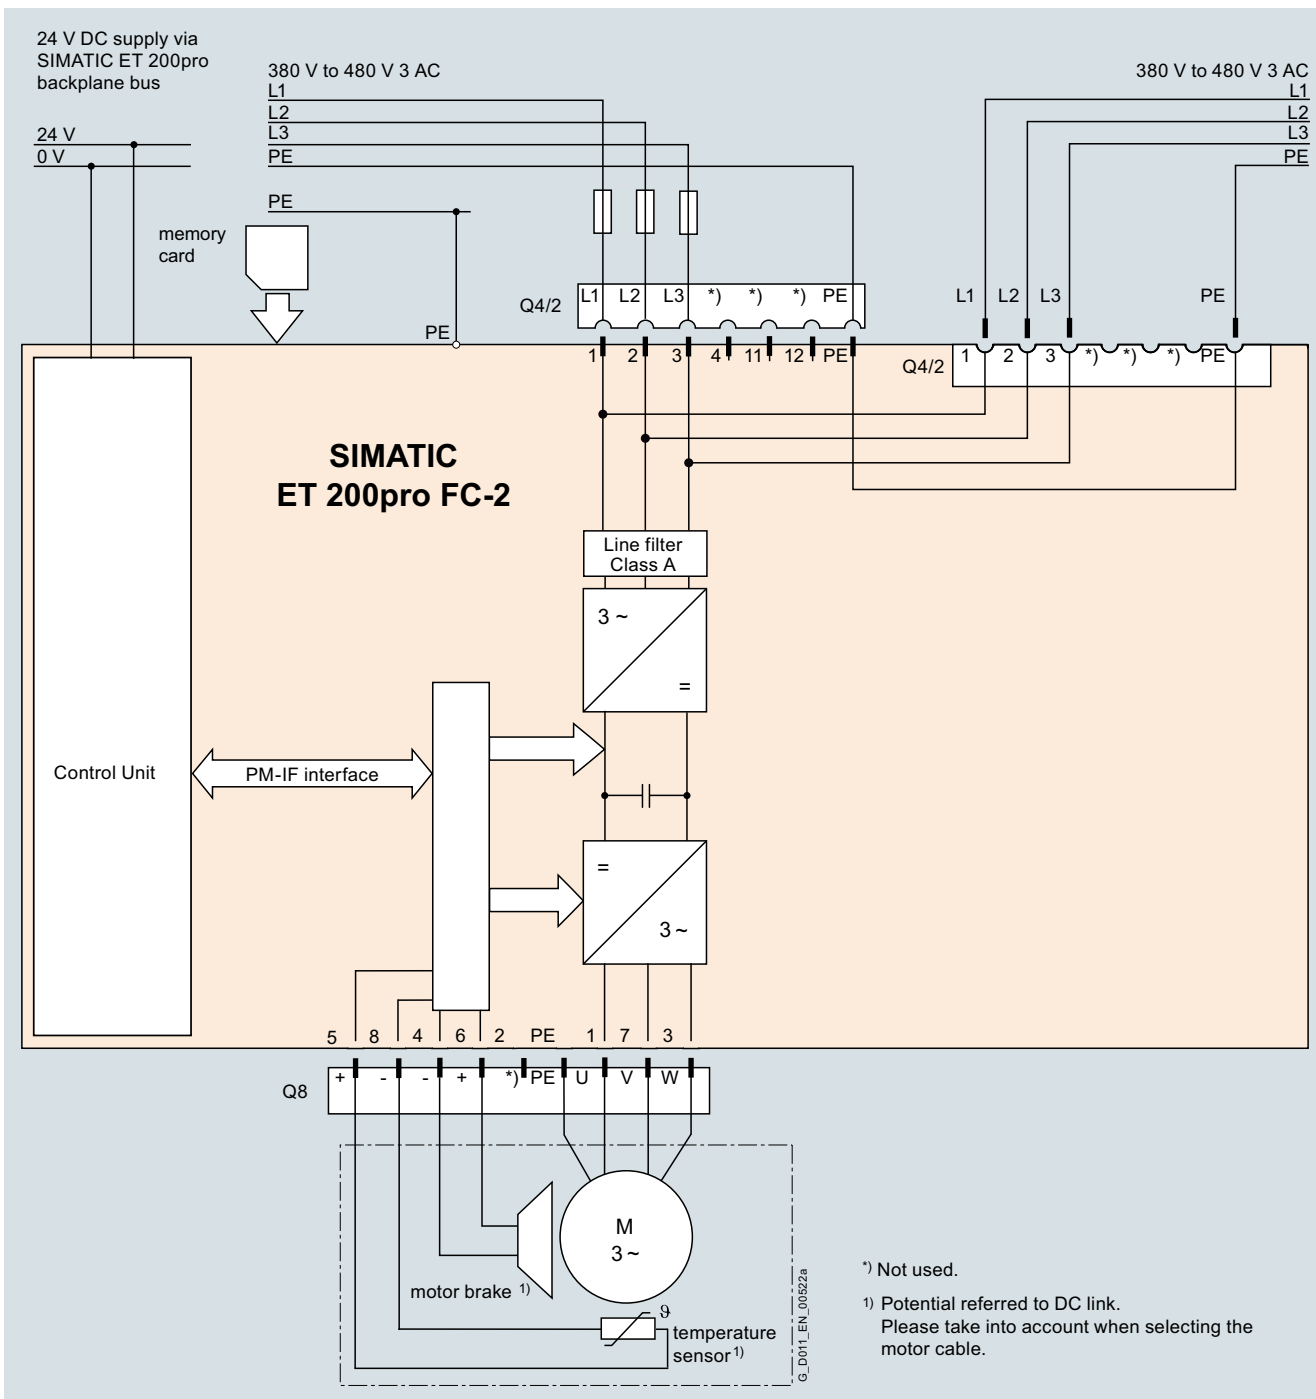 24 V DC supply via
SIMATIC ET 200pro
backplane bus
380 V to 480 V 3 AC
L1
L2
L3
PE
380 V to 480 V 3 AC
L1
L2
L3
PE
24 V
0 V
PE
memory
card
PE
Q4/2
L1 L2 L3 *) *) *) PE
1 2 3 4 11 12 PE
L1 L2 L3 PE
Q4/2
1 2 3 *) *) *) PE
SIMATIC
ET 200pro FC-2
Line filter
Class A
3 ~
=
Control Unit
PM-IF interface
=
3 ~
5 8 4 6 2 PE 1 7 3
Q8
+ - - + *) PE U V W
M
3 ~
motor brake 1)
ϑ
temperature
sensor 1)
G_D011_EN_00522a
*) Not used.
1) Potential referred to DC link.
Please take into account when selecting the
motor cable.